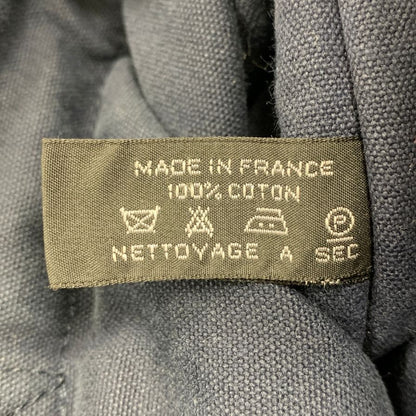 MADE IN FRANCE
100% COTON
P
NETTOYAGE A SEC